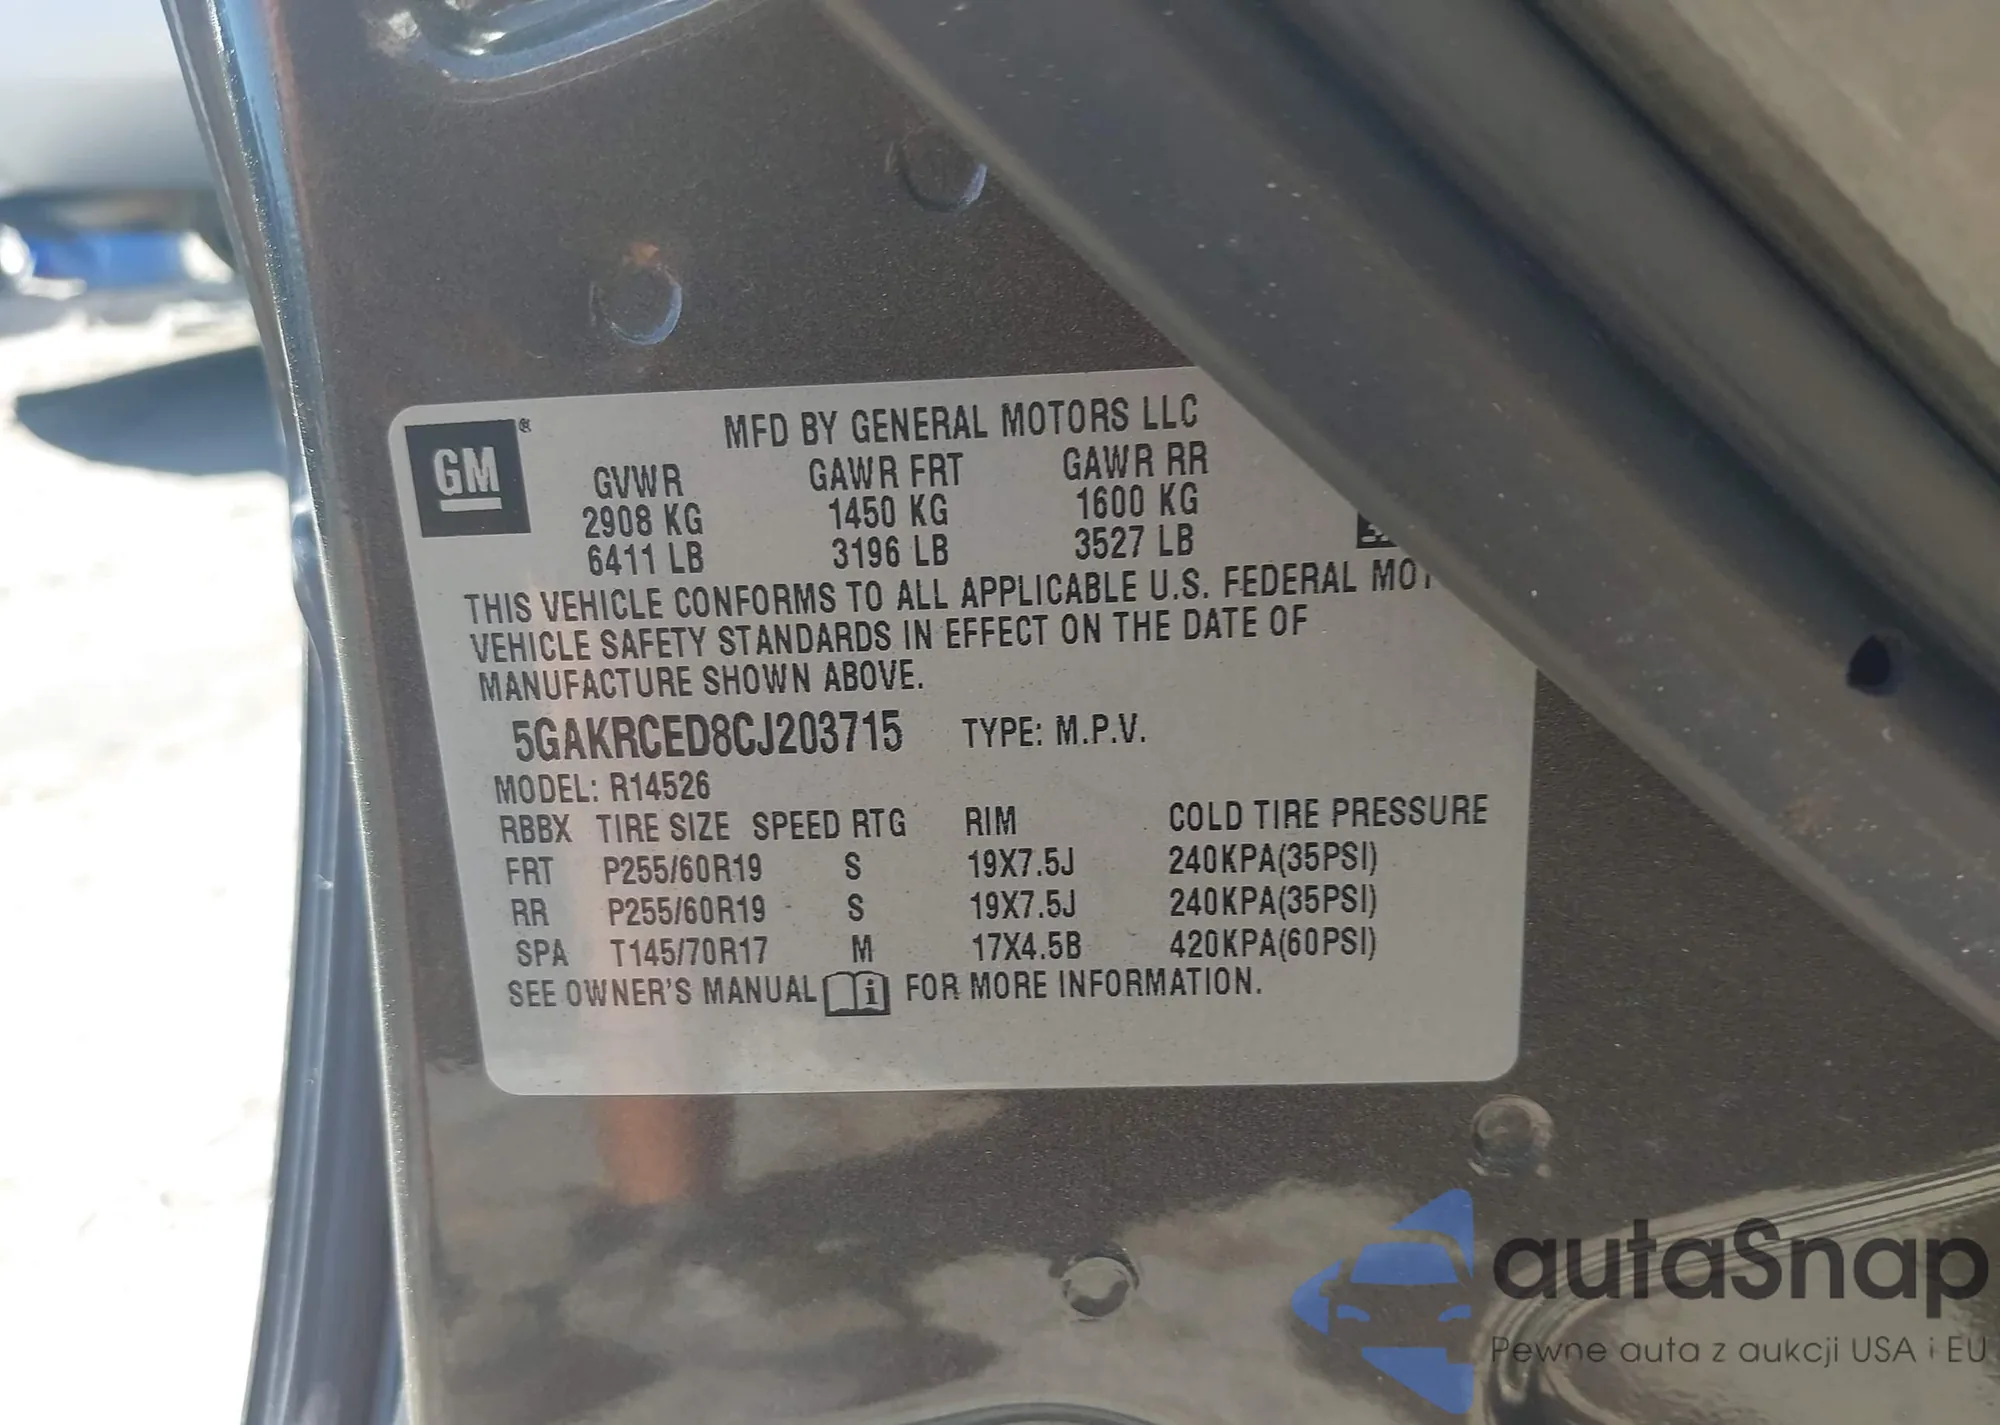 GM®
MFD BY GENERAL MOTORS LLC
GVWR GAWR FRT GAWR RR
2908 KG 1450 KG 1600 KG
6411 LB 3196 LB 3527 LB
THIS VEHICLE CONFORMS TO ALL APPLICABLE U.S. FEDERAL
VEHICLE SAFETY STANDARDS IN EFFECT ON THE DATE OF
MANUFACTURE SHOWN ABOVE.
5GAKRCED8CJ203715 TYPE: M.P.V.
MODEL: R14526
RBBX TIRE SIZE SPEED RTG RIM COLD TIRE PRESSURE
FRT P255/60R19 S 19X7.5J 240KPA(35PSI)
RR P255/60R19 S 19X7.5J 240KPA(35PSI)
SPA T145/70R17 M 17X4.5B 420KPA(60PSI)
SEE OWNER'S MANUAL i FOR MORE INFORMATION.
autaSnap
Pewne auta z aukcji USA i EU